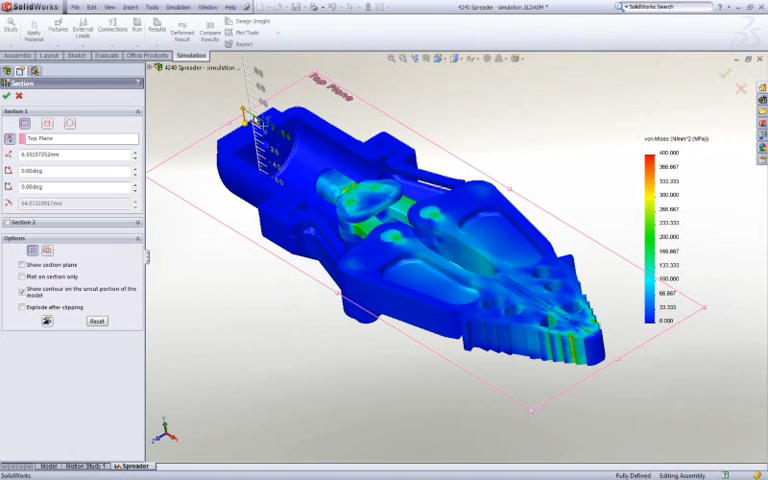 SolidWorks
File Edit View Insert Tools Simulation Window Help
4240 Spreader - simulation.SLDASM *
SolidWorks Search
Study
Apply Material
Fixtures
External Loads
Connections
Run
Results
Deformed Result
Compare Results
Design Insight
Plot Tools
Report
Assembly Layout Sketch Evaluate Office Products Simulation
4240 Spreader - simulation...
Section
Section 1
Top Plane
0.00deg
0.00deg
Section 2
Options
Show section plane
Plot on section only
Show contour on the uncut portion of the
model
Explode after clipping
Reset
Top Plane
von Mises (N/mm^2 (MPa))
400.000
366.667
333.333
300.000
266.667
233.333
200.000
166.667
133.333
100.000
66.667
33.333
0.000
Model Motion Study 1 Spreader
SolidWorks
Fully Defined Editing Assembly